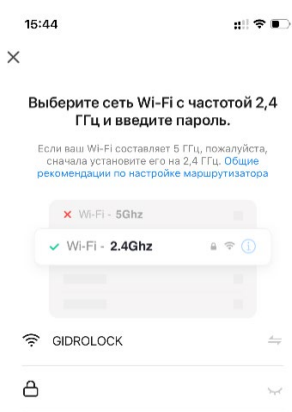 15:44
Выберите сеть Wi-Fi с частотой 2,4
ГГц и введите пароль.
Если ваш Wi-Fi составляет 5 ГГц, пожалуйста,
сначала установите его на 2,4 ГГц. Общие
рекомендации по настройке маршрутизатора
Wi-Fi - 5Ghz
Wi-Fi - 2.4Ghz
GIDROLOCK